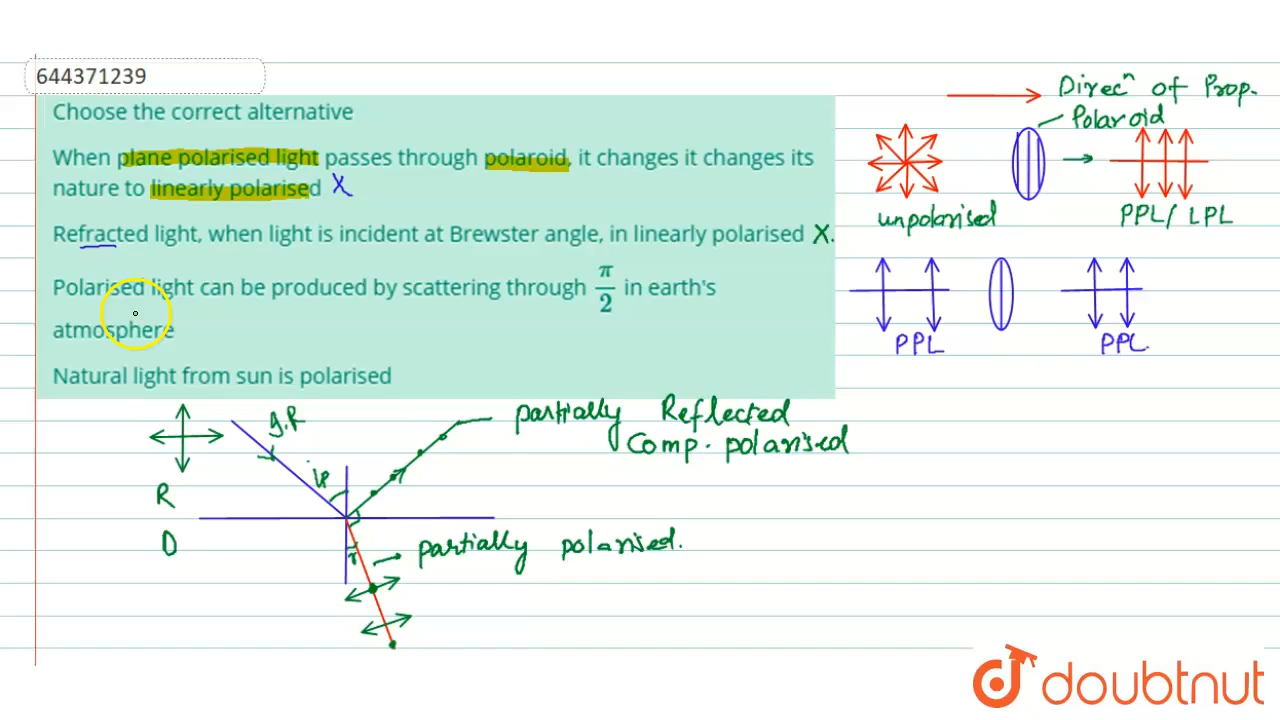 644371239
Choose the correct alternative
When plane polarised light passes through polaroid, it changes it changes its
nature to linearly polarised X
Refracted light, when light is incident at Brewster angle, in linearly polarised X.
Polarised light can be produced by scattering through π/2 in earth's
atmosphere
Natural light from sun is polarised
Direcⁿ of Prop.
Polaroid
unpolarised
PPL/ LPL
PPL
PPL.
partially Reflected
Comp. polarised
R
D
r
partially polarised.
doubtnut